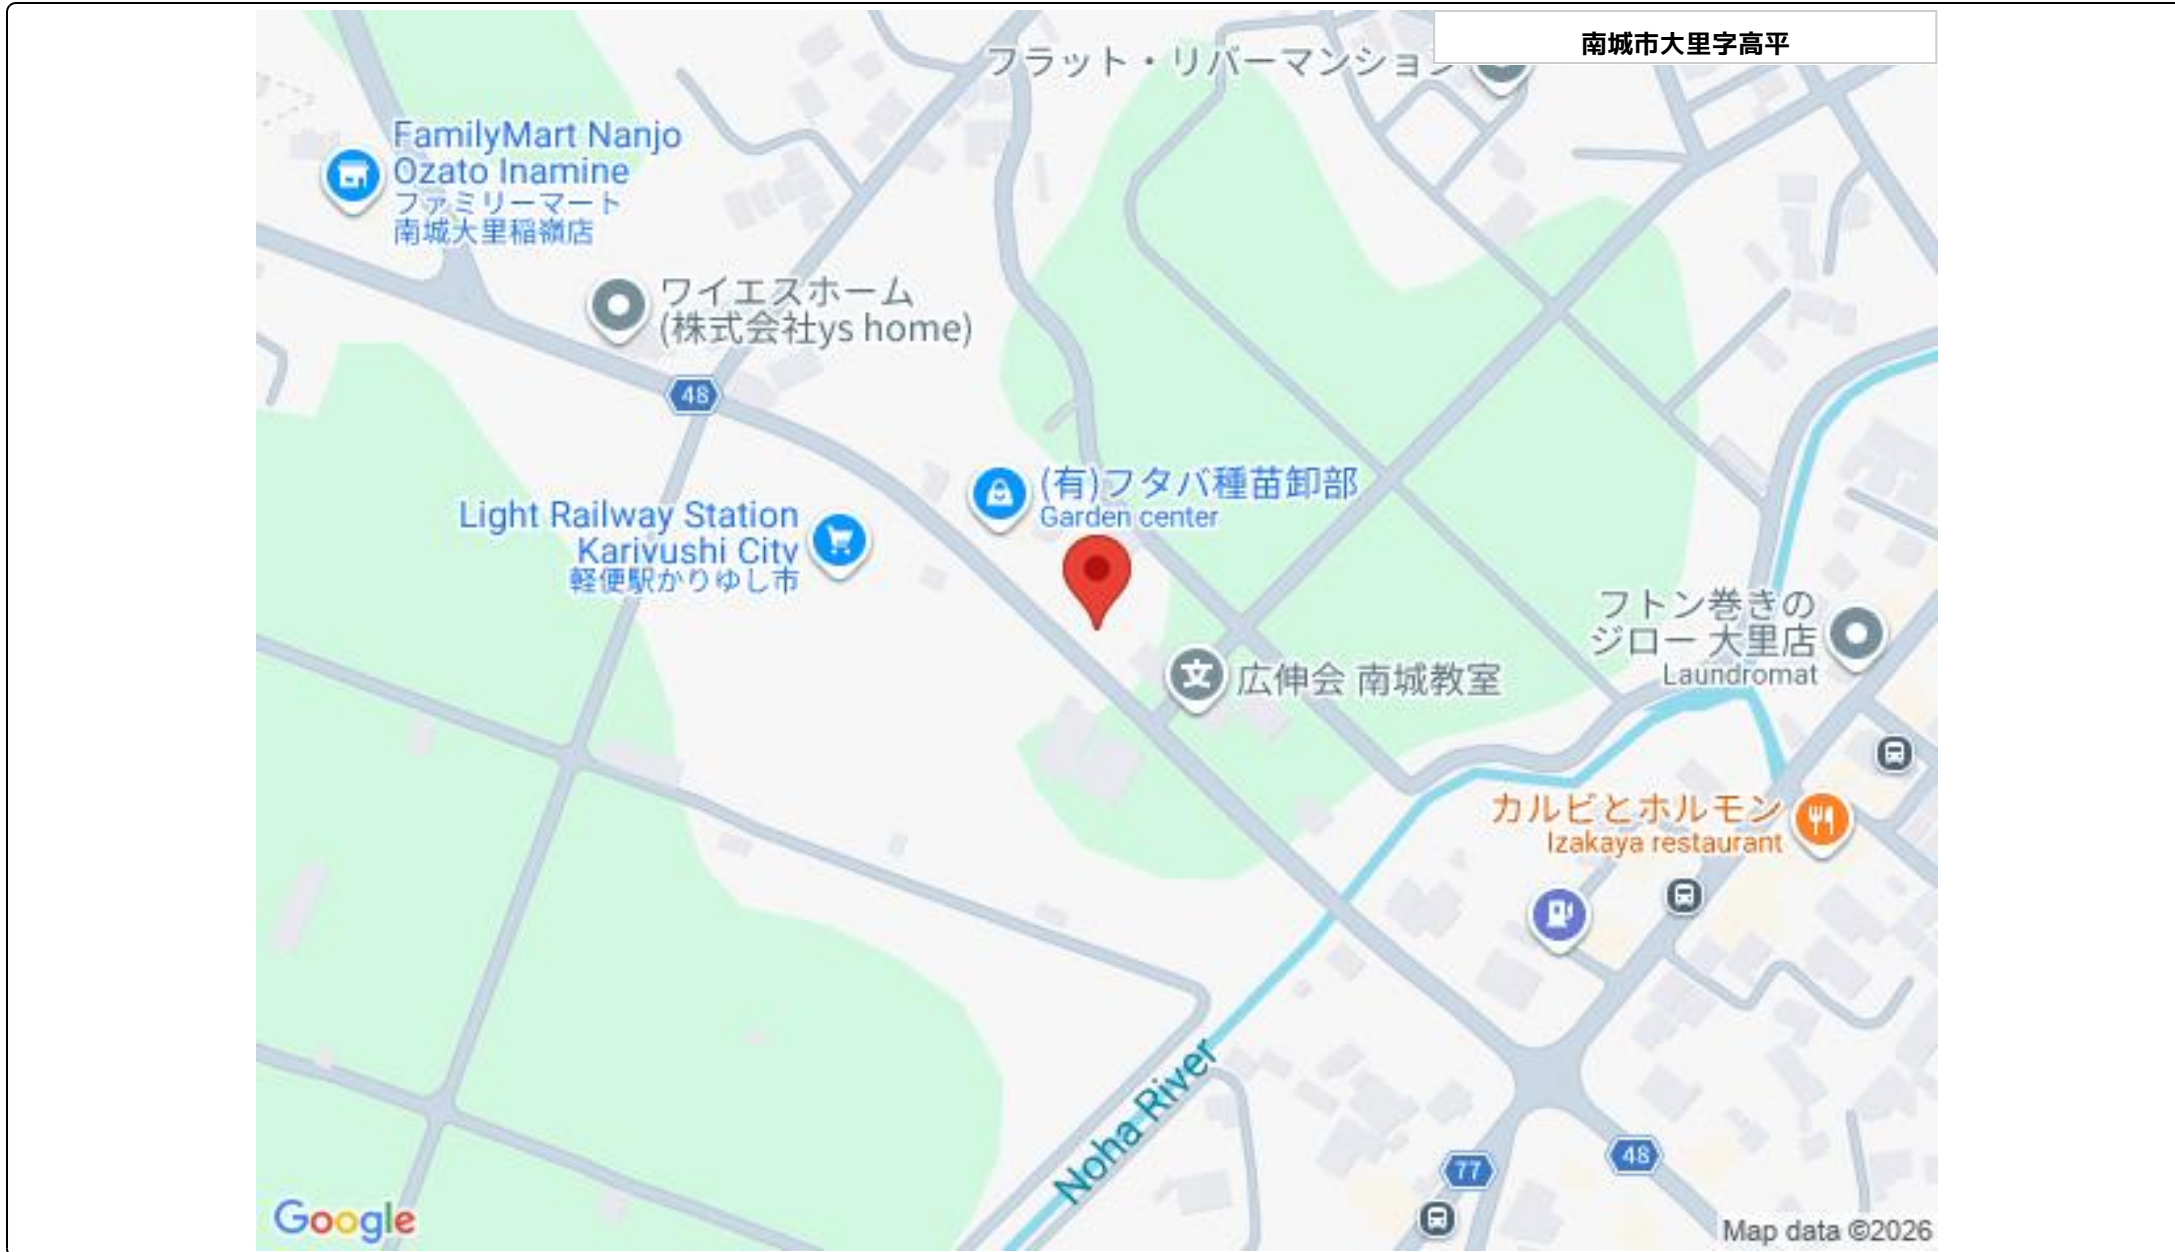 南城市大里字高平
フラット・リバーマンション
FamilyMart Nanjo
Ozato Inamine
ファミリーマート
南城大里稲嶺店
ワイエスホーム
(株式会社ys home)
48
(有)フタバ種苗卸部
Garden center
Light Railway Station
Kariyushi City
軽便駅かりゆし市
フトン巻きの
ジロー 大里店
Laundromat
文
広伸会 南城教室
カルビとホルモン
Izakaya restaurant
Noha River
48
77
Google
Map data ©2026